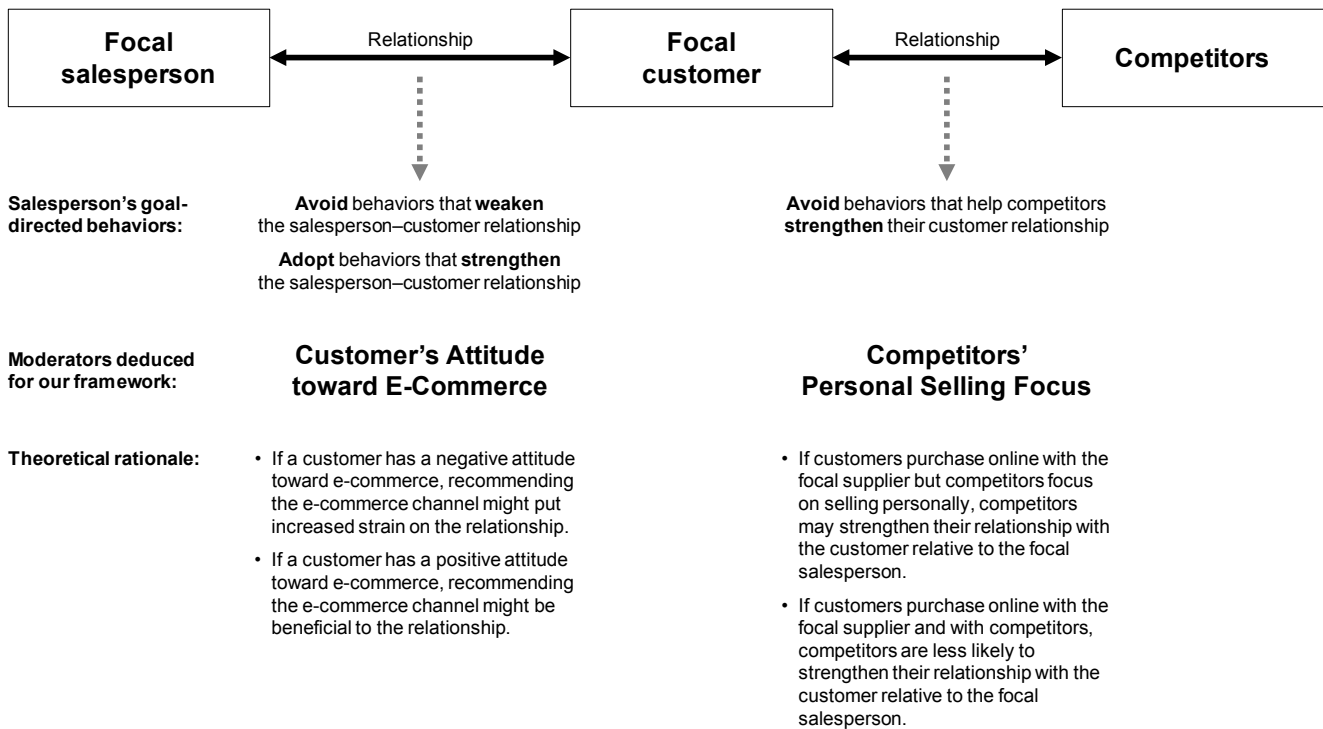 Focal
salesperson
Relationship
Focal
customer
Relationship
Competitors
Salesperson's goal-
directed behaviors:
Avoid behaviors that weaken
the salesperson–customer relationship
Adopt behaviors that strengthen
the salesperson–customer relationship
Avoid behaviors that help competitors
strengthen their customer relationship
Moderators deduced
for our framework:
Customer's Attitude
toward E-Commerce
Competitors'
Personal Selling Focus
Theoretical rationale:
• If a customer has a negative attitude
toward e-commerce, recommending
the e-commerce channel might put
increased strain on the relationship.
• If a customer has a positive attitude
toward e-commerce, recommending
the e-commerce channel might be
beneficial to the relationship.
• If customers purchase online with the
focal supplier but competitors focus
on selling personally, competitors
may strengthen their relationship with
the customer relative to the focal
salesperson.
• If customers purchase online with the
focal supplier and with competitors,
competitors are less likely to
strengthen their relationship with the
customer relative to the focal
salesperson.